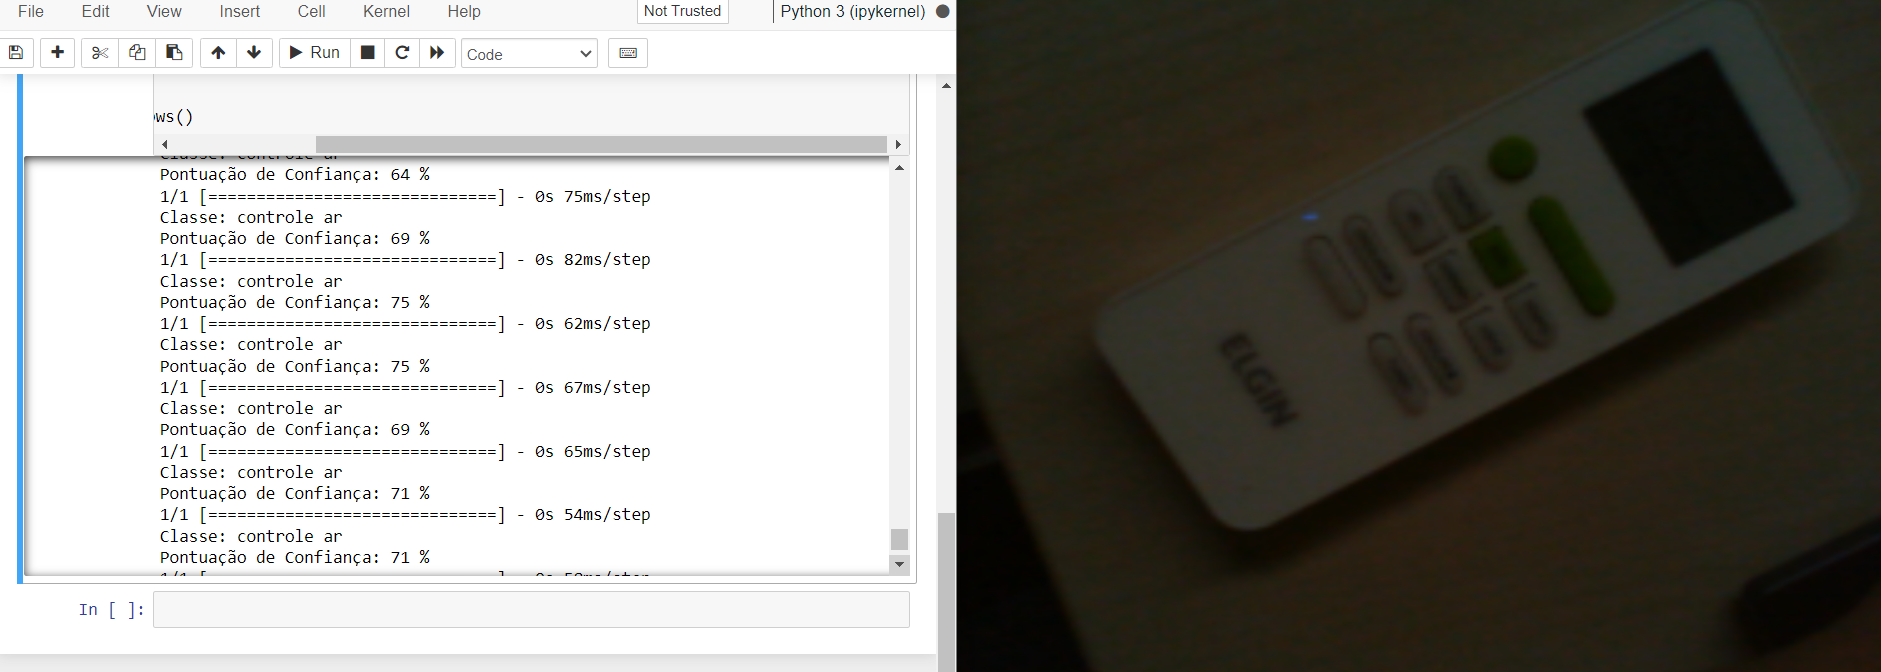 File Edit View Insert Cell Kernel Help Not Trusted Python 3 (ipykernel)
Run Code
ows()
Classe: controle ar
Pontuação de Confiança: 64 %
1/1 [==============================] - 0s 75ms/step
Classe: controle ar
Pontuação de Confiança: 69 %
1/1 [==============================] - 0s 82ms/step
Classe: controle ar
Pontuação de Confiança: 75 %
1/1 [==============================] - 0s 62ms/step
Classe: controle ar
Pontuação de Confiança: 75 %
1/1 [==============================] - 0s 67ms/step
Classe: controle ar
Pontuação de Confiança: 69 %
1/1 [==============================] - 0s 65ms/step
Classe: controle ar
Pontuação de Confiança: 71 %
1/1 [==============================] - 0s 54ms/step
Classe: controle ar
Pontuação de Confiança: 71 %
In [ ]:
ELGIN